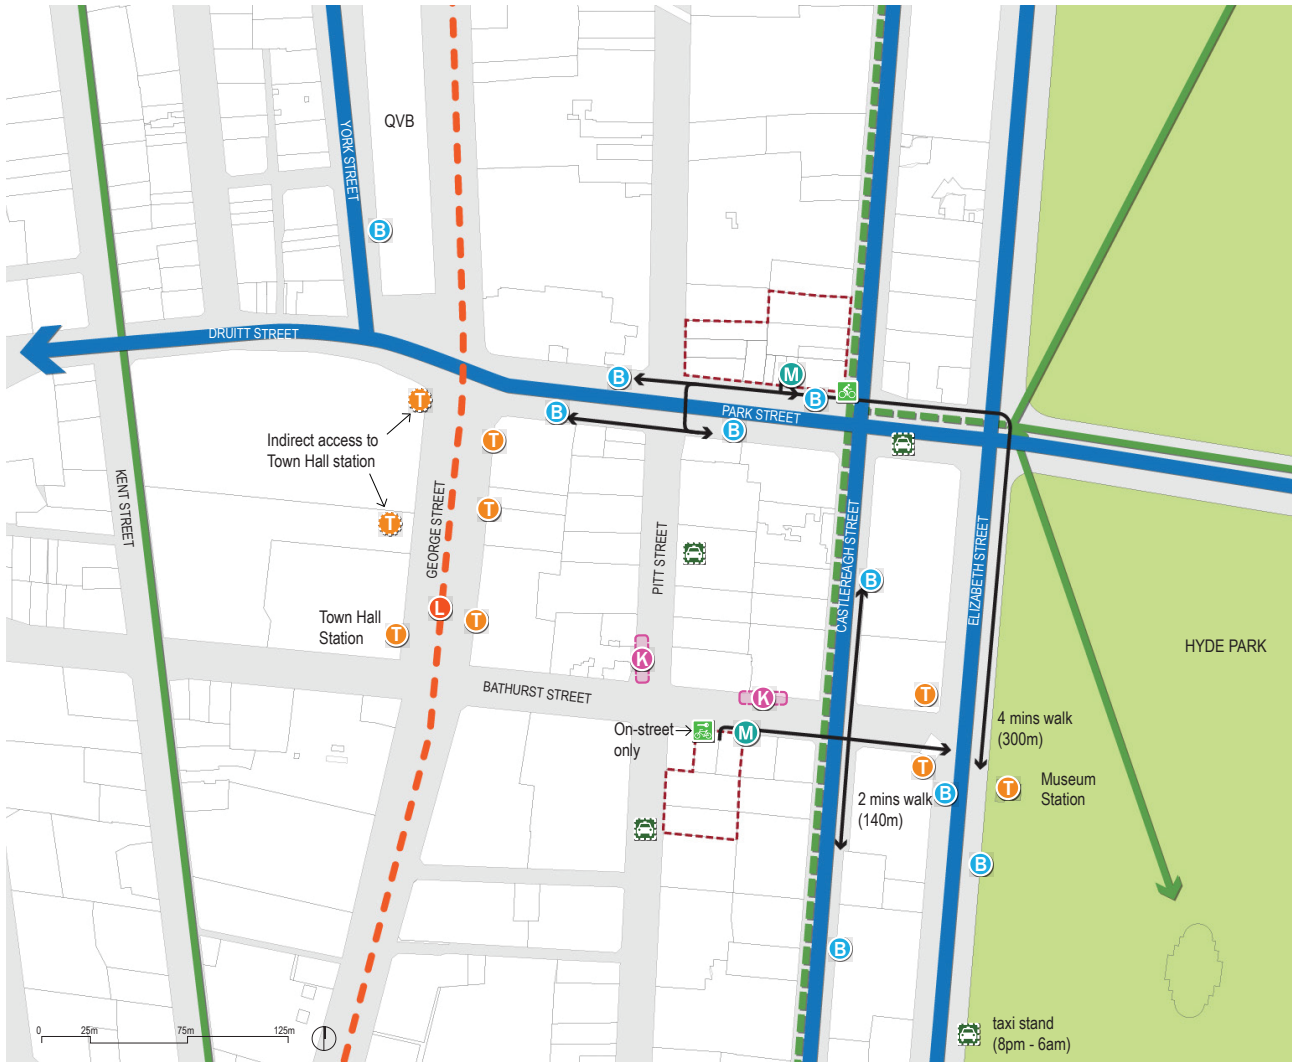 QVB
YORK STREET
B
DRUITT STREET
B
M
B
PARK STREET
T
B
B
T
Indirect access to
Town Hall station
T
T
KENT STREET
GEORGE STREET
PITT STREET
CASTLEREAGH STREET
ELIZABETH STREET
B
L
T
Town Hall
Station
T
K
HYDE PARK
BATHURST STREET
K
T
On-street
only
M
4 mins walk
(300m)
T
Museum
Station
T
B
2 mins walk
(140m)
B
B
taxi stand
(8pm - 6am)
0
25m
75m
125m